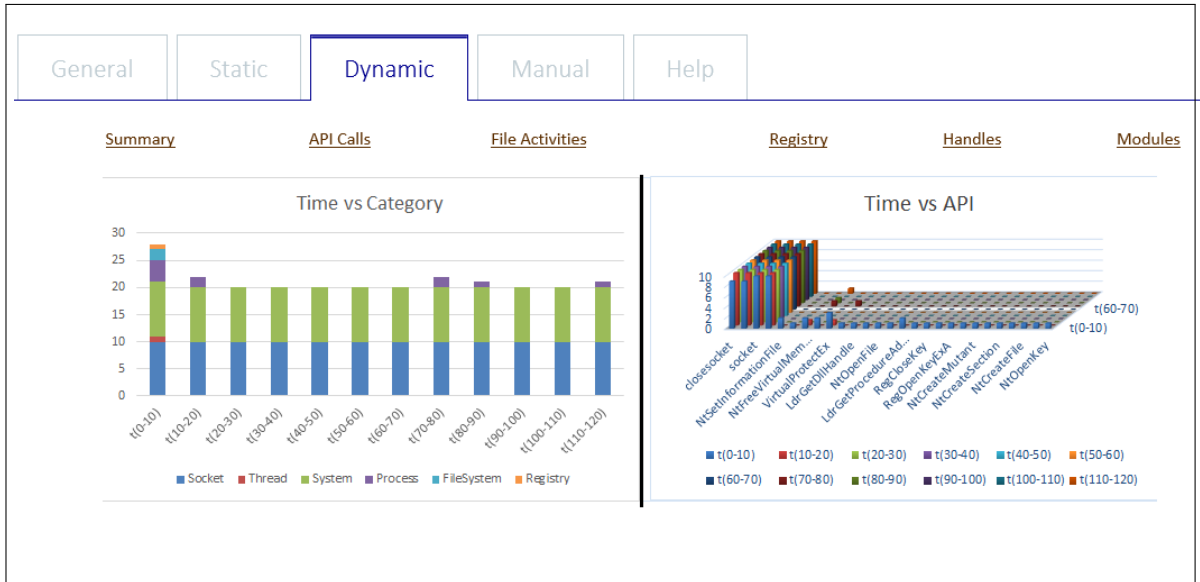 General Static Dynamic Manual Help
Summary API Calls File Activities Registry Handles Modules
Time vs Category
30
25
20
15
10
5
0
t(0-10) t(10-20) t(20-30) t(30-40) t(40-50) t(50-60) t(60-70) t(70-80) t(80-90) t(90-100) t(100-110) t(110-120)
Socket Thread System Process FileSystem Registry
Time vs API
10
8
6
4
2
0
t(60-70)
t(0-10)
closesocket socket NtSetInformationFile NtFreeVirtualMem... VirtualProtectEx LdrGetDllHandle NtOpenFile LdrGetProcedureAd... RegCloseKey RegOpenKeyExA NtCreateMutant NtCreateSection NtCreateFile NtOpenKey
t(0-10) t(10-20) t(20-30) t(30-40) t(40-50) t(50-60)
t(60-70) t(70-80) t(80-90) t(90-100) t(100-110) t(110-120)